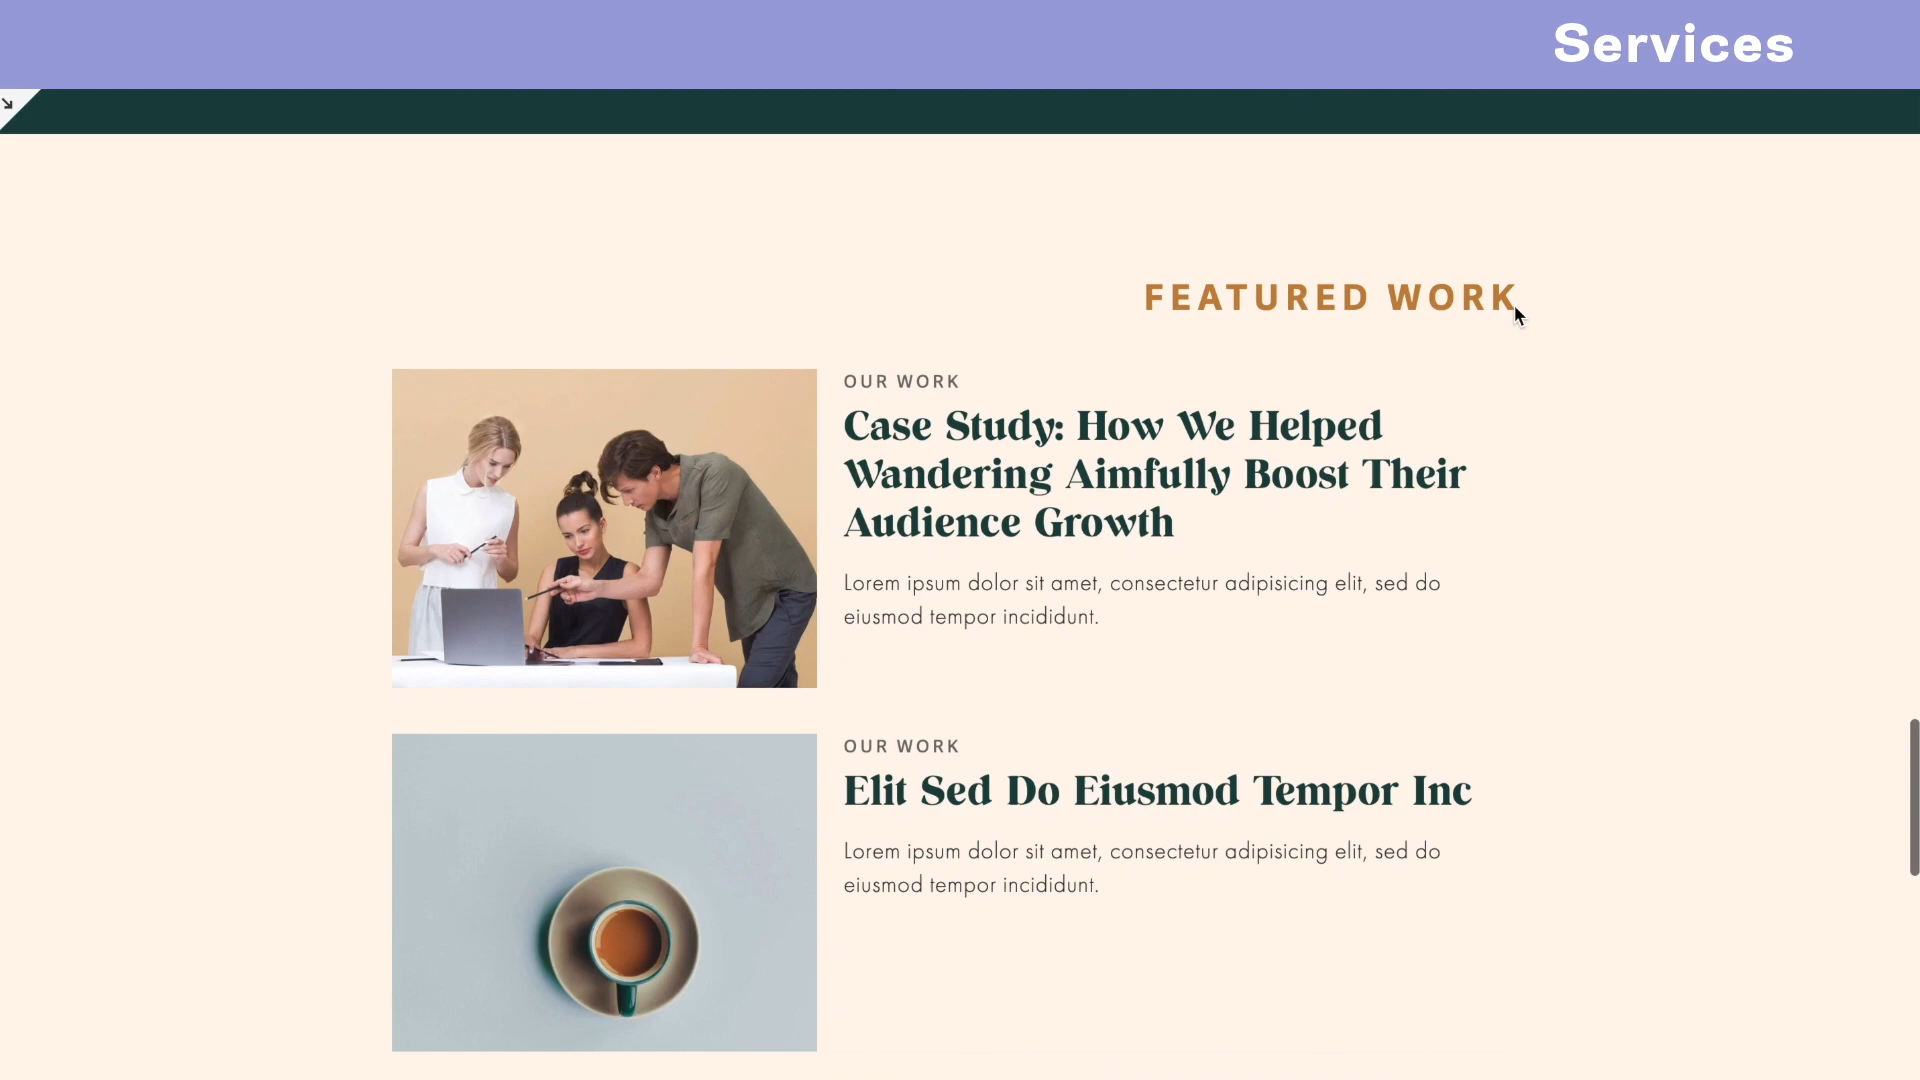 Services
FEATURED WORK
OUR WORK
Case Study: How We Helped
Wandering Aimfully Boost Their
Audience Growth
Lorem ipsum dolor sit amet, consectetur adipisicing elit, sed do
eiusmod tempor incididunt.
OUR WORK
Elit Sed Do Eiusmod Tempor Inc
Lorem ipsum dolor sit amet, consectetur adipisicing elit, sed do
eiusmod tempor incididunt.